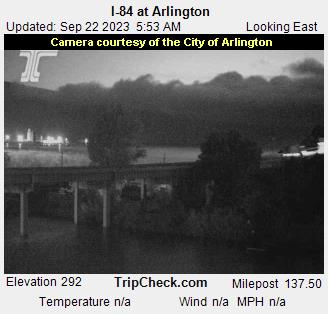 I-84 at Arlington
Updated: Sep 22 2023 5:53 AM Looking East
Camera courtesy of the City of Arlington
Elevation 292 TripCheck.com Milepost 137.50
Temperature n/a Wind n/a MPH n/a